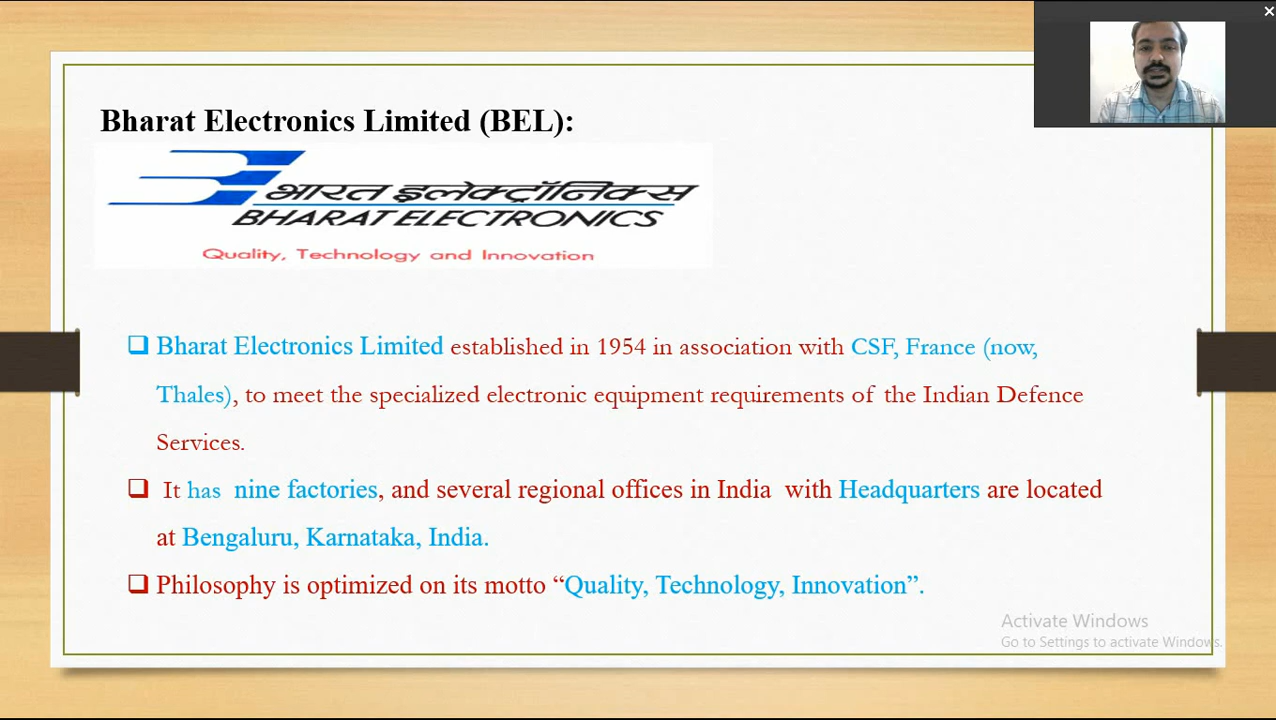 Bharat Electronics Limited (BEL):
भारत इलेक्ट्रॉनिक्स
BHARAT ELECTRONICS
Quality, Technology and Innovation
Bharat Electronics Limited established in 1954 in association with CSF, France (now,
Thales), to meet the specialized electronic equipment requirements of the Indian Defence
Services.
It has nine factories, and several regional offices in India with Headquarters are located
at Bengaluru, Karnataka, India.
Philosophy is optimized on its motto “Quality, Technology, Innovation”.
Activate Windows
Go to Settings to activate Windows.